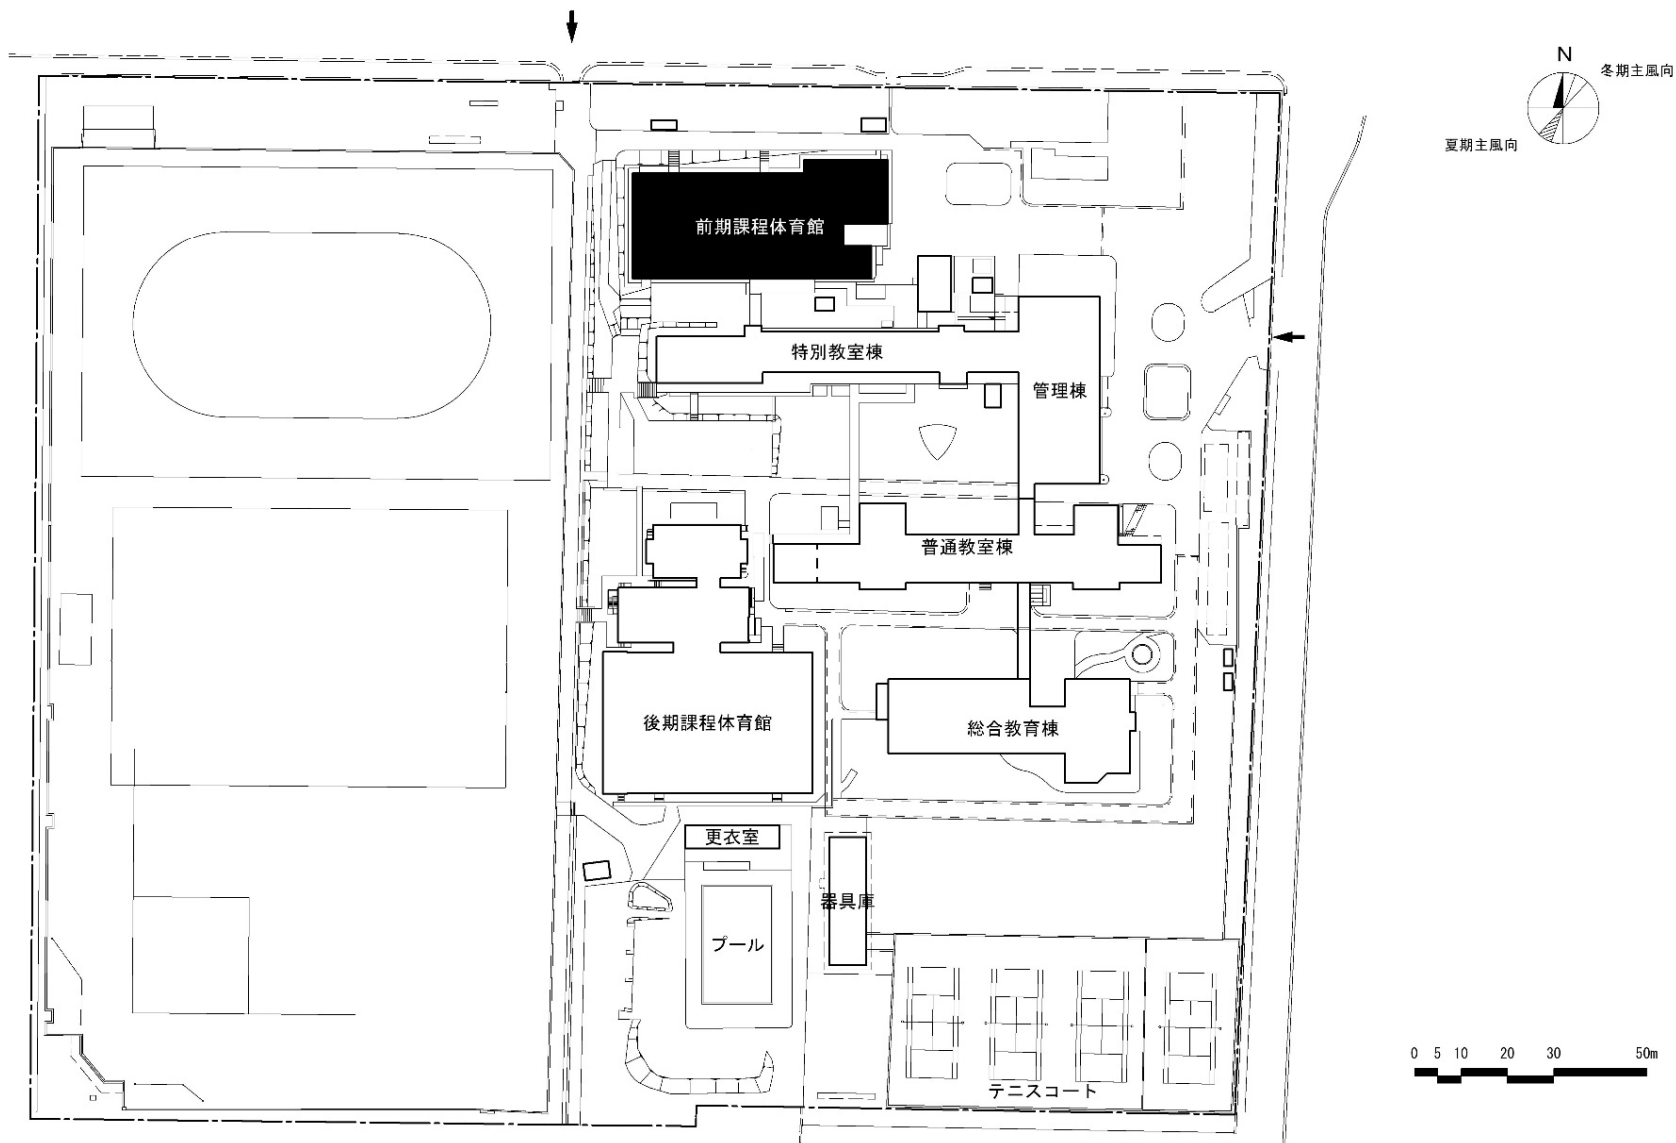 N
冬期主風向
夏期主風向
前期課程体育館
特別教室棟
管理棟
普通教室棟
後期課程体育館
総合教育棟
更衣室
器具庫
プール
テニスコート
0 5 10 20 30 50m